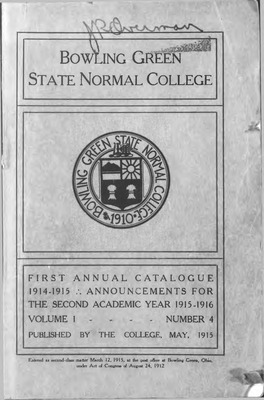 J R Overman
BOWLING GREEN
STATE NORMAL COLLEGE
BOWLING GREEN STATE NORMAL COLLEGE
1910
FIRST ANNUAL CATALOGUE
1914-1915 ∴ ANNOUNCEMENTS FOR
THE SECOND ACADEMIC YEAR 1915-1916
VOLUME I - - - - NUMBER 4
PUBLISHED BY THE COLLEGE, MAY, 1915
Entered as second-class matter March 12, 1915, at the post office at Bowling Green, Ohio,
under Act of Congress of August 24, 1912